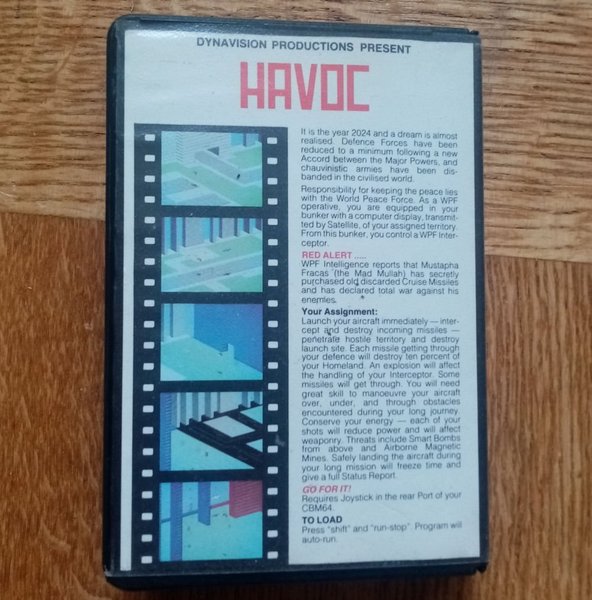 DYNAVISION PRODUCTIONS PRESENT
HAVOC
It is the year 2024 and a dream is almost
realised. Defence Forces have been
reduced to a minimum following a new
Accord between the Major Powers, and
chauvinistic armies have been dis-
banded in the civilised world.
Responsibility for keeping the peace lies
with the World Peace Force. As a WPF
operative, you are equipped in your
bunker with a computer display, transmit-
ted by Satellite, of your assigned territory.
From this bunker, you control a WPF Inter-
ceptor.
RED ALERT .....
WPF Intelligence reports that Mustapha
Fracas (the Mad Mullah) has secretly
purchased old discarded Cruise Missiles
and has declared total war against his
enemies.
Your Assignment:
Launch your aircraft immediately — inter-
cept and destroy incoming missiles —
penetrate hostile territory and destroy
launch site. Each missile getting through
your defence will destroy ten percent of
your Homeland. An explosion will affect
the handling of your Interceptor. Some
missiles will get through. You will need
great skill to manoeuvre your aircraft
over, under, and through obstacles
encountered during your long journey.
Conserve your energy — each of your
shots will reduce power and will affect
weaponry. Threats include Smart Bombs
from above and Airborne Magnetic
Mines. Safely landing the aircraft during
your long mission will freeze time and
give a full Status Report.
GO FOR IT!
Requires Joystick in the rear Port of your
CBM64.
TO LOAD
Press "shift" and "run-stop". Program will
auto-run.